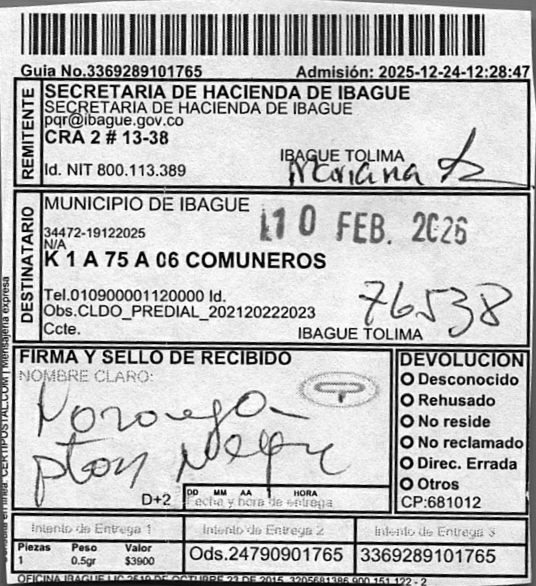 Guia No.3369289101765 Admisión: 2025-12-24-12:28:47
REMITENTE
SECRETARIA DE HACIENDA DE IBAGUE
SECRETARIA DE HACIENDA DE IBAGUE
pqr@ibague.gov.co
CRA 2 # 13-38
IBAGUE TOLIMA
Id. NIT 800.113.389
Mariana
DESTINATARIO
MUNICIPIO DE IBAGUE
10 FEB. 2026
34472-19122025
N/A
K 1 A 75 A 06 COMUNEROS
Tel.010900001120000 Id.
76538
Obs.CLDO_PREDIAL_202120222023
Ccte.
IBAGUE TOLIMA
FIRMA Y SELLO DE RECIBIDO
NOMBRE CLARO:
D+2
DD MM AA HORA
Fecha y hora de entrega
DEVOLUCION
Desconocido
Rehusado
No reside
No reclamado
Direc. Errada
Otros
CP:681012
Intento de Entrega 1 Intento de Entrega 2 Intento de Entrega 3
Piezas Peso Valor
1 0.5gr $3900
Ods.24790901765 3369289101765
CERTIPOSTAL.COM | Mensajería expresa